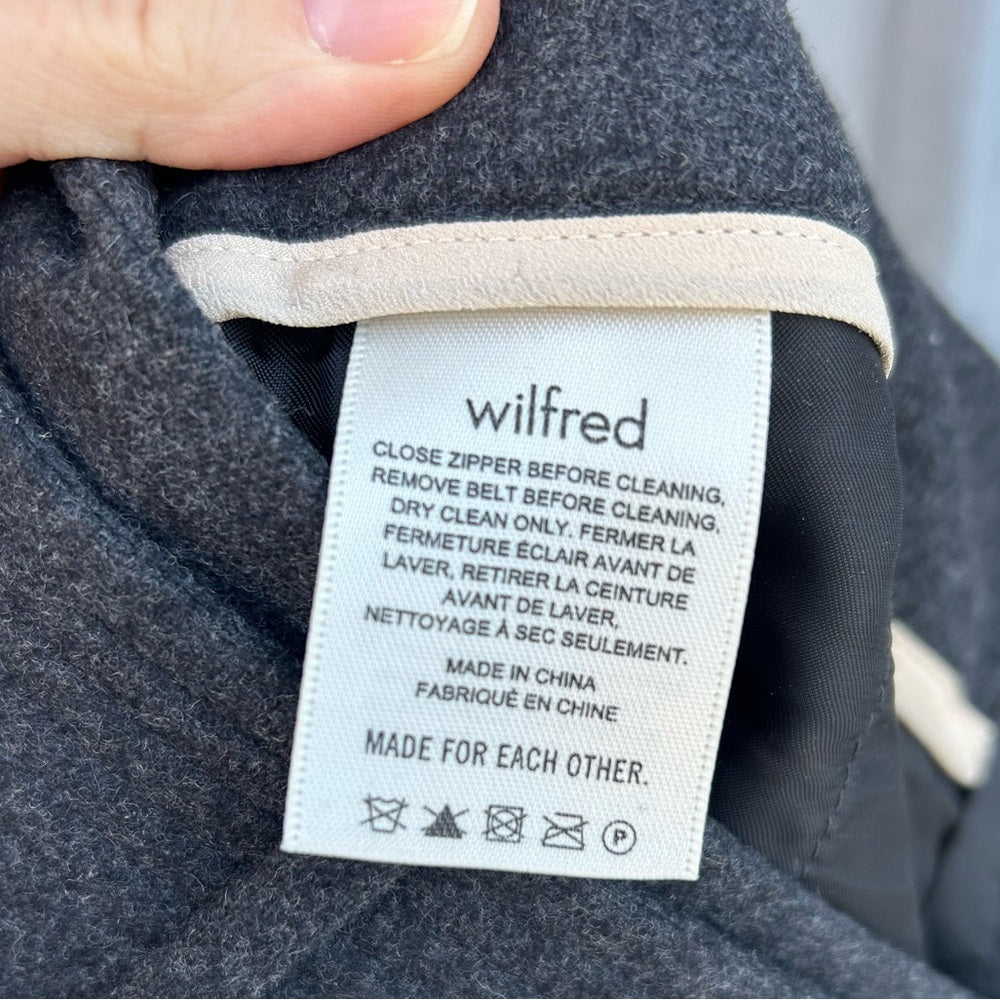 wilfred
CLOSE ZIPPER BEFORE CLEANING,
REMOVE BELT BEFORE CLEANING,
DRY CLEAN ONLY. FERMER LA
FERMETURE ÉCLAIR AVANT DE
LAVER, RETIRER LA CEINTURE
AVANT DE LAVER,
NETTOYAGE À SEC SEULEMENT.
MADE IN CHINA
FABRIQUÉ EN CHINE
MADE FOR EACH OTHER.
P